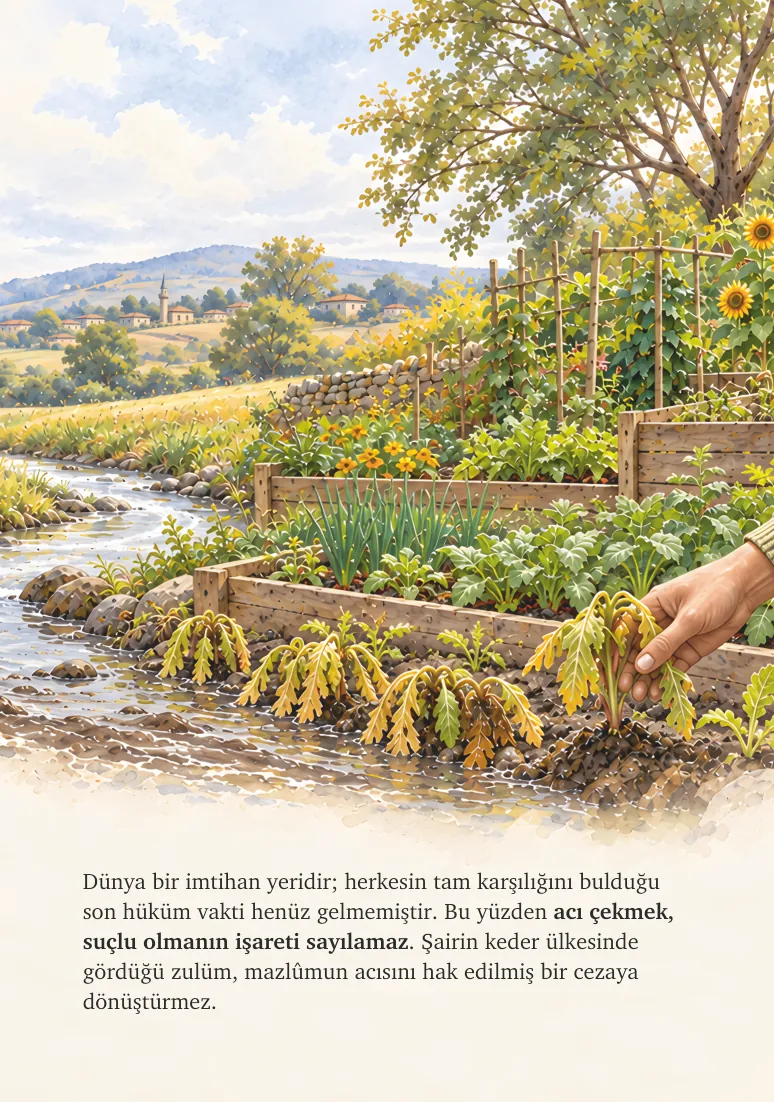 Dünya bir imtihan yeridir; herkesin tam karşılığını bulduğu
son hüküm vakti henüz gelmemiştir. Bu yüzden acı çekmek,
suçlu olmanın işareti sayılamaz. Şairin keder ülkesinde
gördüğü zulüm, mazlûmun acısını hak edilmiş bir cezaya
dönüştürmez.